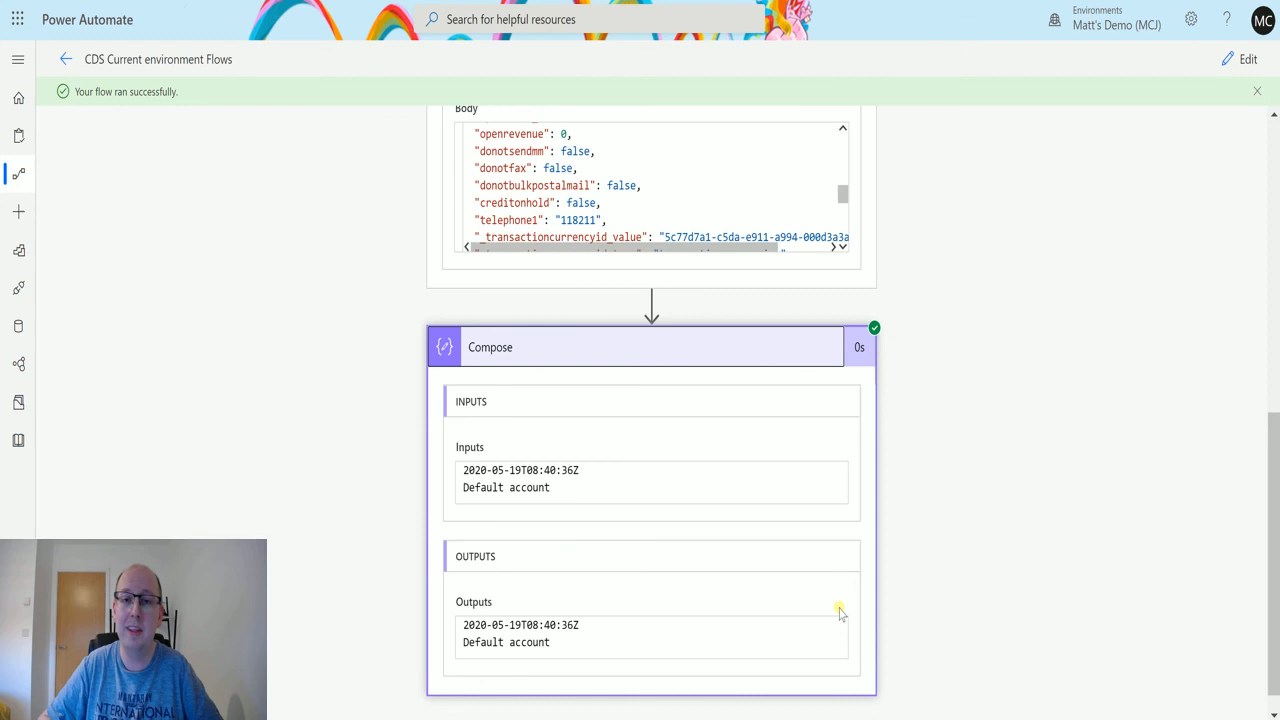 Power Automate
Search for helpful resources
Environments
Matt's Demo (MCJ)
MC
CDS Current environment Flows
Edit
Your flow ran successfully.
Body
"openrevenue": 0,
"donotsendmm": false,
"donotfax": false,
"donotbulkpostalmail": false,
"creditonhold": false,
"telephone1": "118211",
"_transactioncurrencyid_value": "5c77d7a1-c5da-e911-a994-000d3a3a
Compose
0s
INPUTS
Inputs
2020-05-19T08:40:36Z
Default account
OUTPUTS
Outputs
2020-05-19T08:40:36Z
Default account
INTERNATIONAL